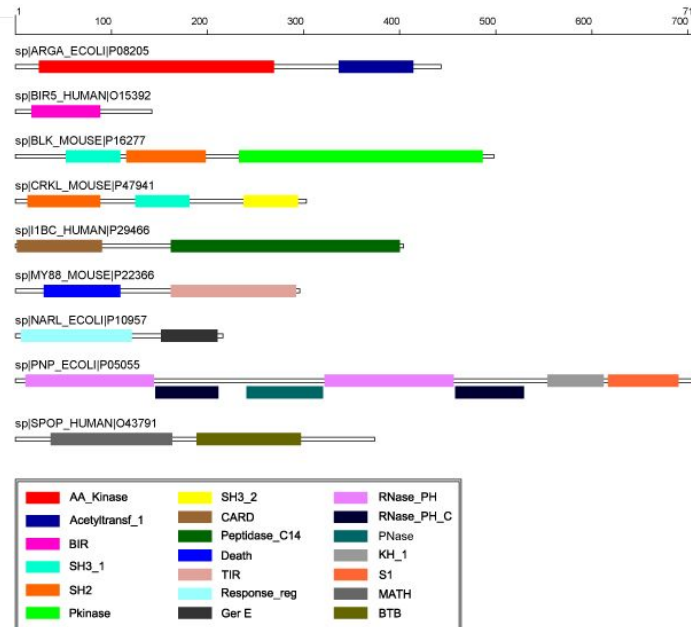 1 71
100 200 300 400 500 600 700
sp|ARGA_ECOLI|P08205
sp|BIR5_HUMAN|O15392
sp|BLK_MOUSE|P16277
sp|CRKL_MOUSE|P47941
sp|I1BC_HUMAN|P29466
sp|MY88_MOUSE|P22366
sp|NARL_ECOLI|P10957
sp|PNP_ECOLI|P05055
sp|SPOP_HUMAN|O43791
AA_Kinase
Acetyltransf_1
BIR
SH3_1
SH2
Pkinase
SH3_2
CARD
Peptidase_C14
Death
TIR
Response_reg
Ger E
RNase_PH
RNase_PH_C
PNase
KH_1
S1
MATH
BTB